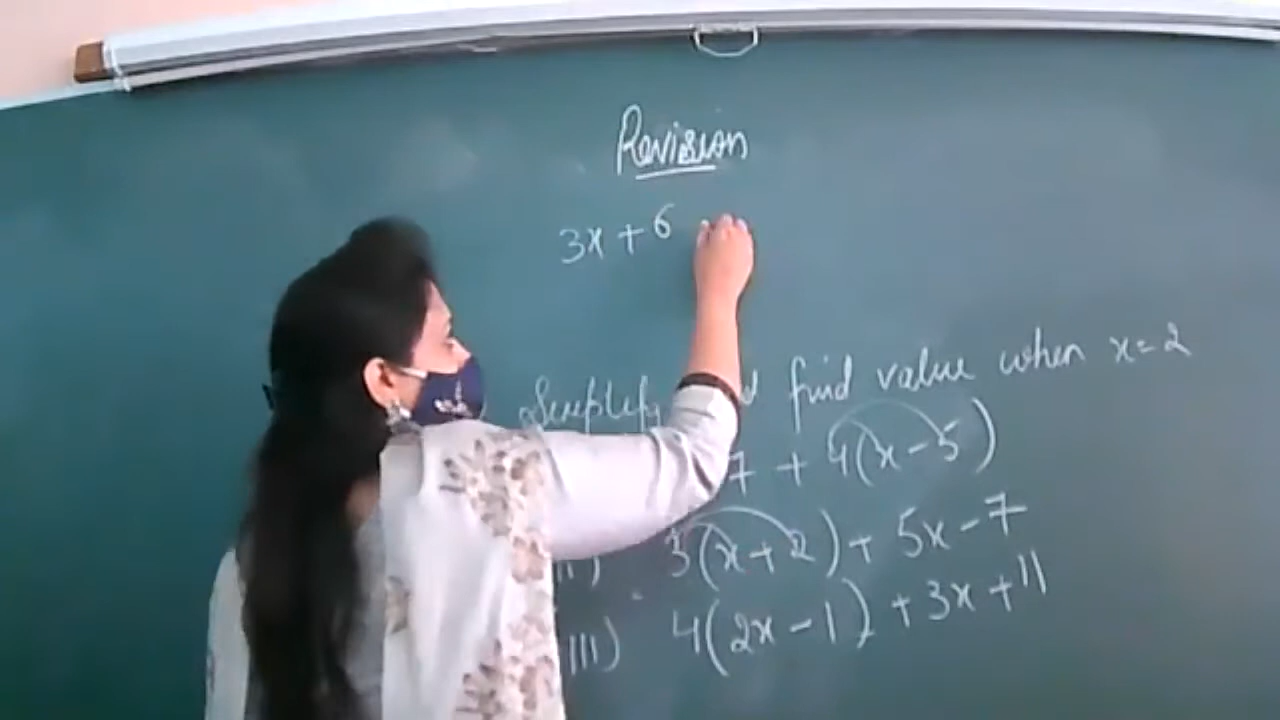 Revision
3x + 6
Simplify find value when x = 2
7 + 4(x - 5)
II) 3(x + 2) + 5x - 7
III) 4(2x - 1) + 3x + 11